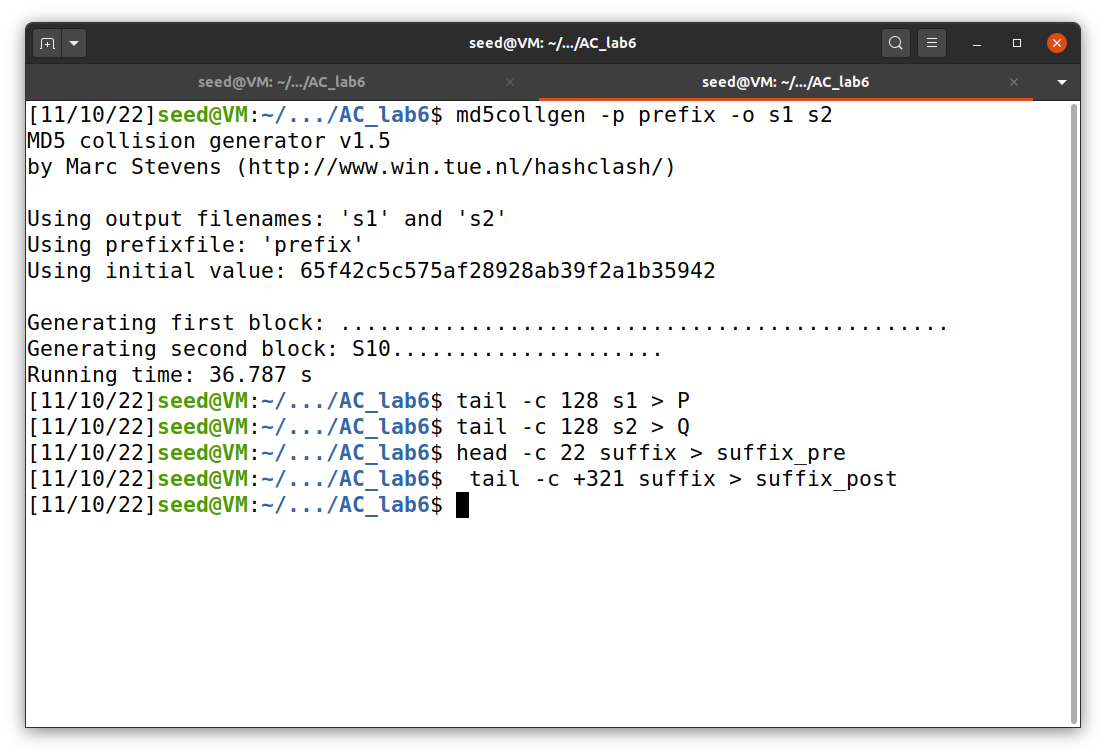 seed@VM: ~/.../AC_lab6
seed@VM: ~/.../AC_lab6 seed@VM: ~/.../AC_lab6
[11/10/22]seed@VM:~/.../AC_lab6$ md5collgen -p prefix -o s1 s2
MD5 collision generator v1.5
by Marc Stevens (http://www.win.tue.nl/hashclash/)
Using output filenames: 's1' and 's2'
Using prefixfile: 'prefix'
Using initial value: 65f42c5c575af28928ab39f2a1b35942
Generating first block: ...............................................
Generating second block: S10.....................
Running time: 36.787 s
[11/10/22]seed@VM:~/.../AC_lab6$ tail -c 128 s1 > P
[11/10/22]seed@VM:~/.../AC_lab6$ tail -c 128 s2 > Q
[11/10/22]seed@VM:~/.../AC_lab6$ head -c 22 suffix > suffix_pre
[11/10/22]seed@VM:~/.../AC_lab6$  tail -c +321 suffix > suffix_post
[11/10/22]seed@VM:~/.../AC_lab6$